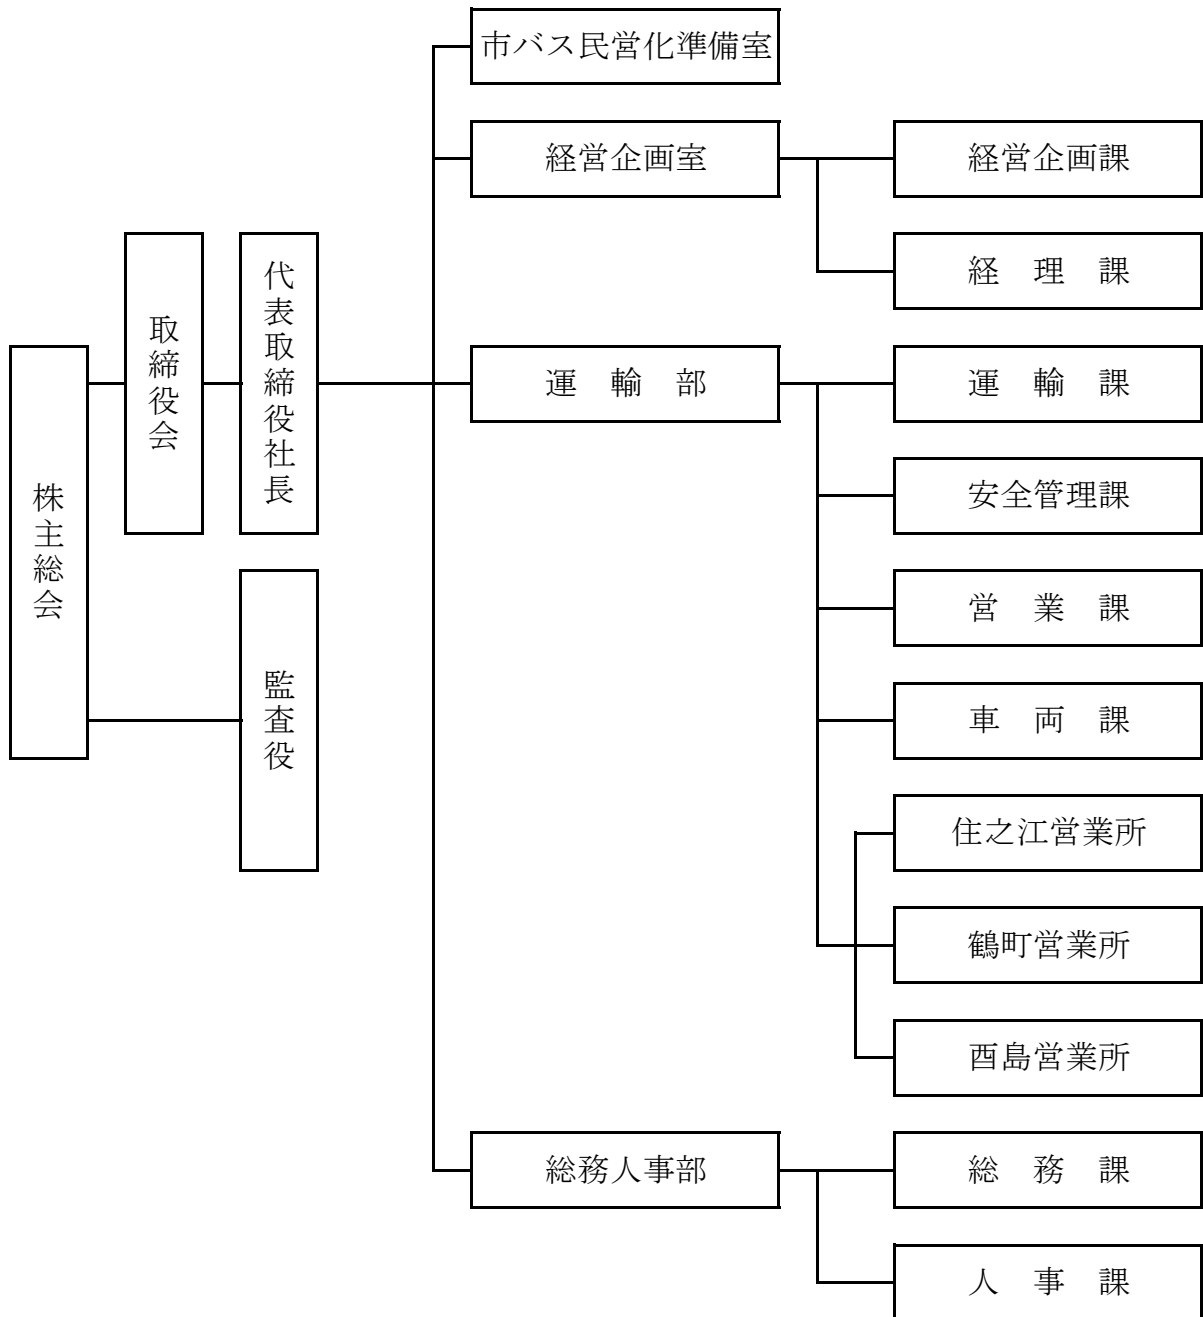 株主総会
取締役会
代表取締役社長
監査役
市バス民営化準備室
経営企画室
経営企画課
経　理　課
運　輸　部
運　輸　課
安全管理課
営　業　課
車　両　課
住之江営業所
鶴町営業所
酉島営業所
総務人事部
総　務　課
人　事　課